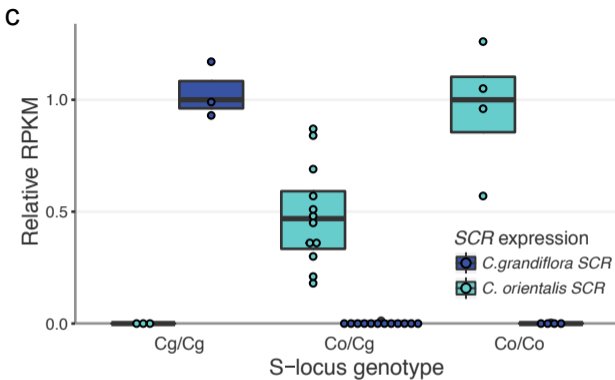 C
Relative RPKM
1.0
0.5
0.0
SCR expression
C.grandiflora SCR
C. orientalis SCR
Cg/Cg Co/Cg Co/Co
S-locus genotype